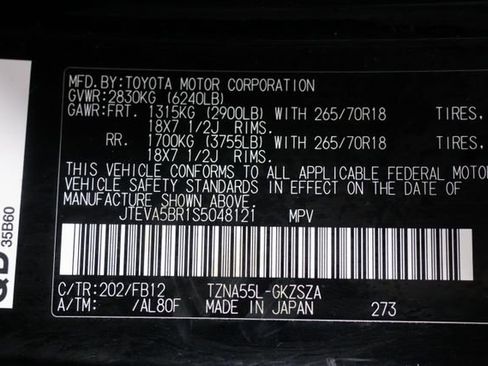 MFD.BY:TOYOTA MOTOR CORPORATION
GVWR:2830KG (6240LB)
GAWR:FRT. 1315KG (2900LB) WITH 265/70R18 TIRES,
18X7 1/2J RIMS.
RR. 1700KG (3755LB) WITH 265/70R18 TIRES,
18X7 1/2J RIMS.
THIS VEHICLE CONFORMS TO ALL APPLICABLE FEDERAL MOTO
VEHICLE SAFETY STANDARDS IN EFFECT ON THE DATE OF
MANUFACTURE SHOWN ABOVE.
JTEVA5BR1S5048121 MPV
C/TR:202/FB12 TZNA55L-GKZSZA
A/TM: /AL80F MADE IN JAPAN 273
35B60